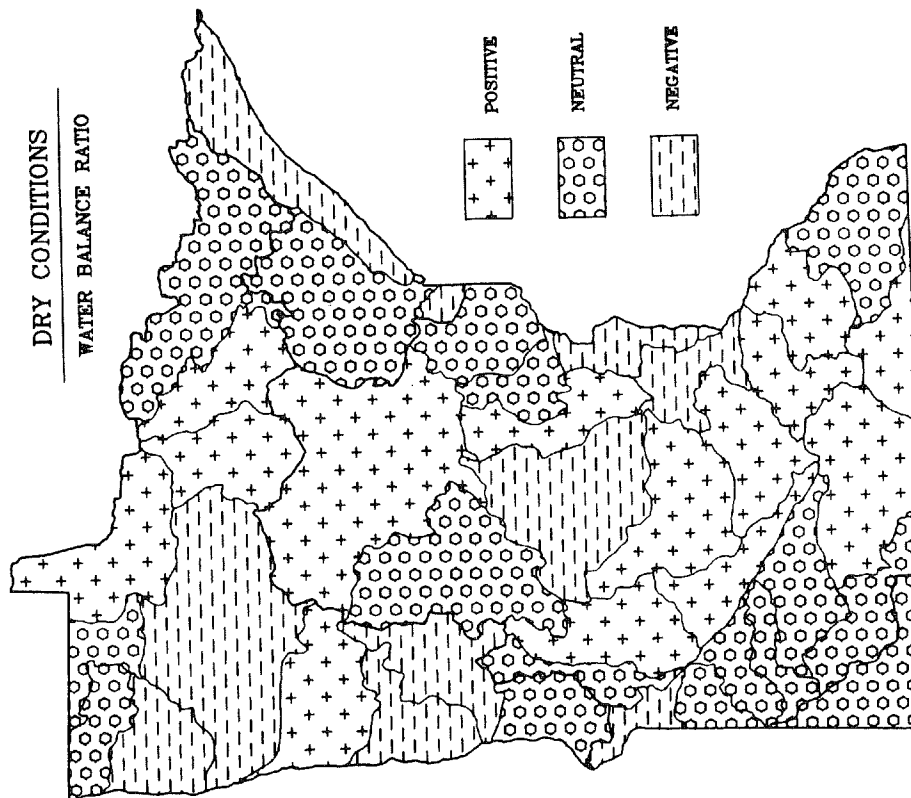 DRY CONDITIONS
WATER BALANCE RATIO
POSITIVE
NEUTRAL
NEGATIVE